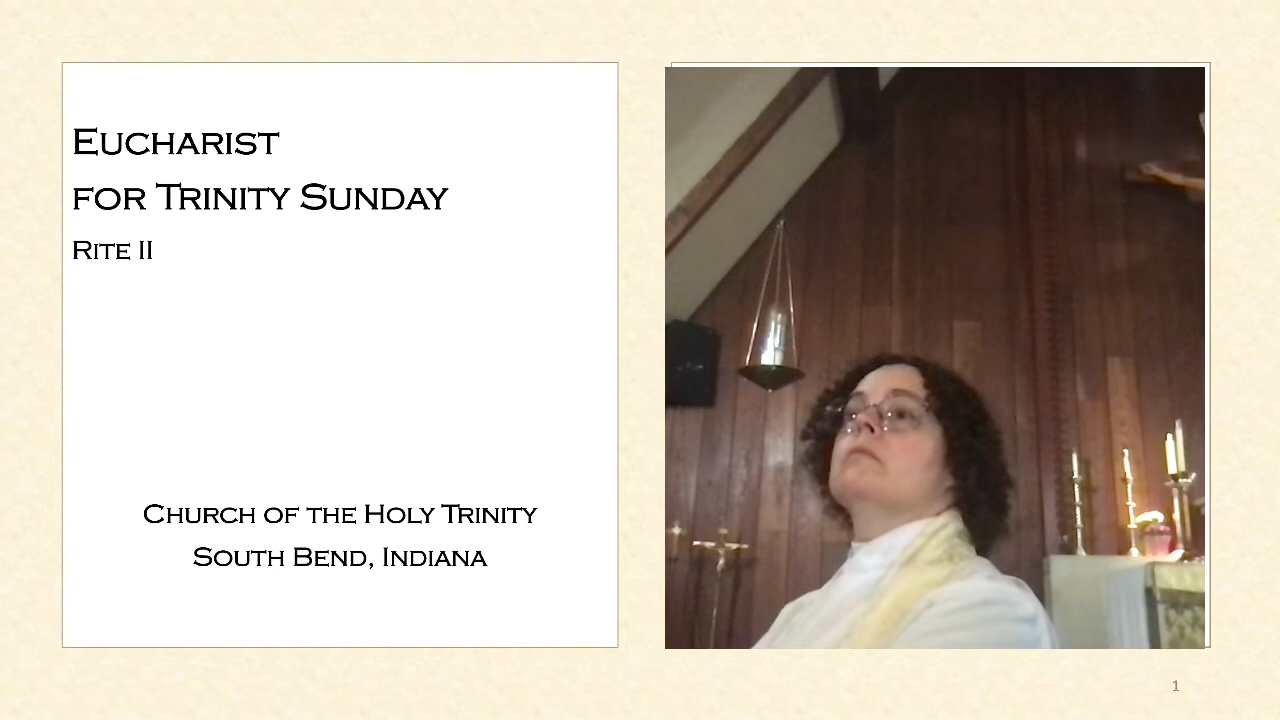 Eucharist
for Trinity Sunday
Rite II
Church of the Holy Trinity
South Bend, Indiana
1